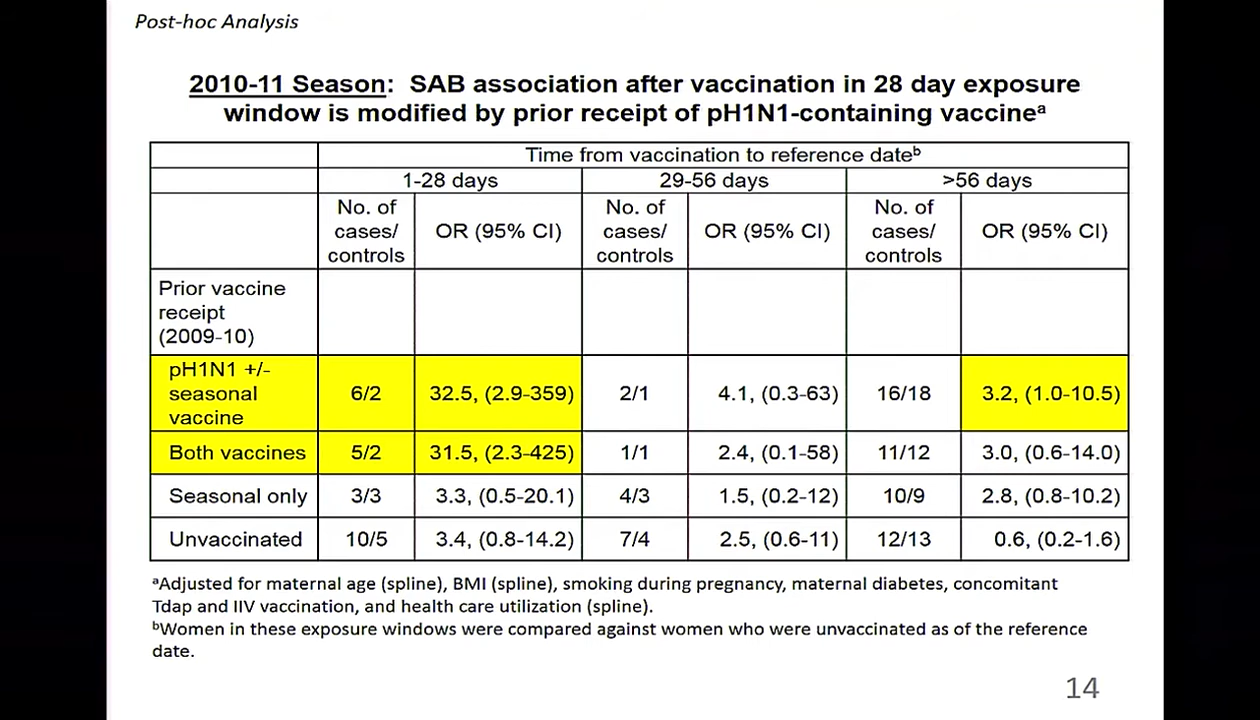 Post-hoc Analysis
2010-11 Season: SAB association after vaccination in 28 day exposure
window is modified by prior receipt of pH1N1-containing vaccineᵃ
Time from vaccination to reference dateᵇ
1-28 days 29-56 days >56 days
No. of cases/ controls OR (95% CI) No. of cases/ controls OR (95% CI) No. of cases/ controls OR (95% CI)
Prior vaccine
receipt
(2009-10)
pH1N1 +/-
seasonal
vaccine
6/2 32.5, (2.9-359) 2/1 4.1, (0.3-63) 16/18 3.2, (1.0-10.5)
Both vaccines 5/2 31.5, (2.3-425) 1/1 2.4, (0.1-58) 11/12 3.0, (0.6-14.0)
Seasonal only 3/3 3.3, (0.5-20.1) 4/3 1.5, (0.2-12) 10/9 2.8, (0.8-10.2)
Unvaccinated 10/5 3.4, (0.8-14.2) 7/4 2.5, (0.6-11) 12/13 0.6, (0.2-1.6)
ᵃAdjusted for maternal age (spline), BMI (spline), smoking during pregnancy, maternal diabetes, concomitant
Tdap and IIV vaccination, and health care utilization (spline).
ᵇWomen in these exposure windows were compared against women who were unvaccinated as of the reference
date.
14